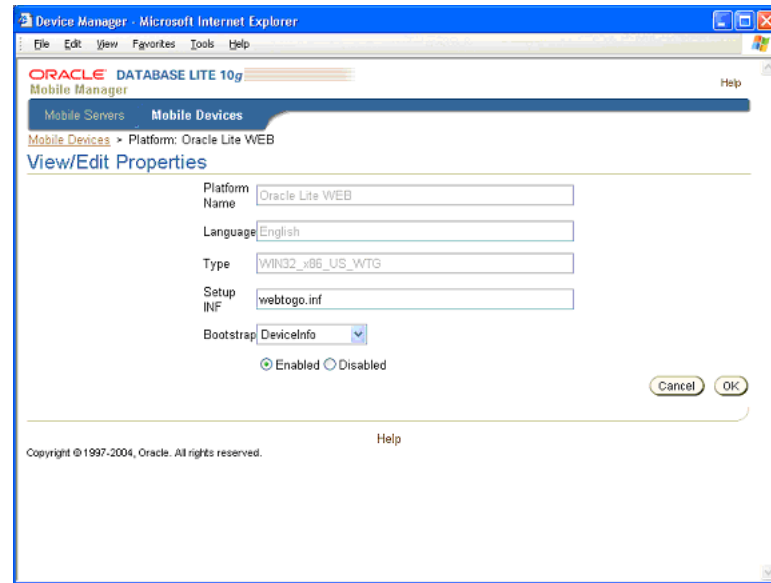 Device Manager - Microsoft Internet Explorer
File Edit View Favorites Tools Help
ORACLE DATABASE LITE 10g
Mobile Manager
Help
Mobile Servers Mobile Devices
Mobile Devices > Platform: Oracle Lite WEB
View/Edit Properties
Platform Name Oracle Lite WEB
Language English
Type WIN32_x86_US_WTG
Setup INF webtogo.inf
Bootstrap DeviceInfo
Enabled Disabled
Cancel OK
Help
Copyright © 1997-2004, Oracle. All rights reserved.